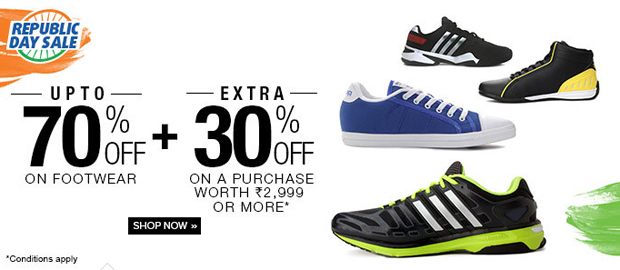 REPUBLIC
DAY SALE
UPTO
70% OFF
ON FOOTWEAR
+
EXTRA
30% OFF
ON A PURCHASE
WORTH ₹2,999
OR MORE*
SHOP NOW »
*Conditions apply